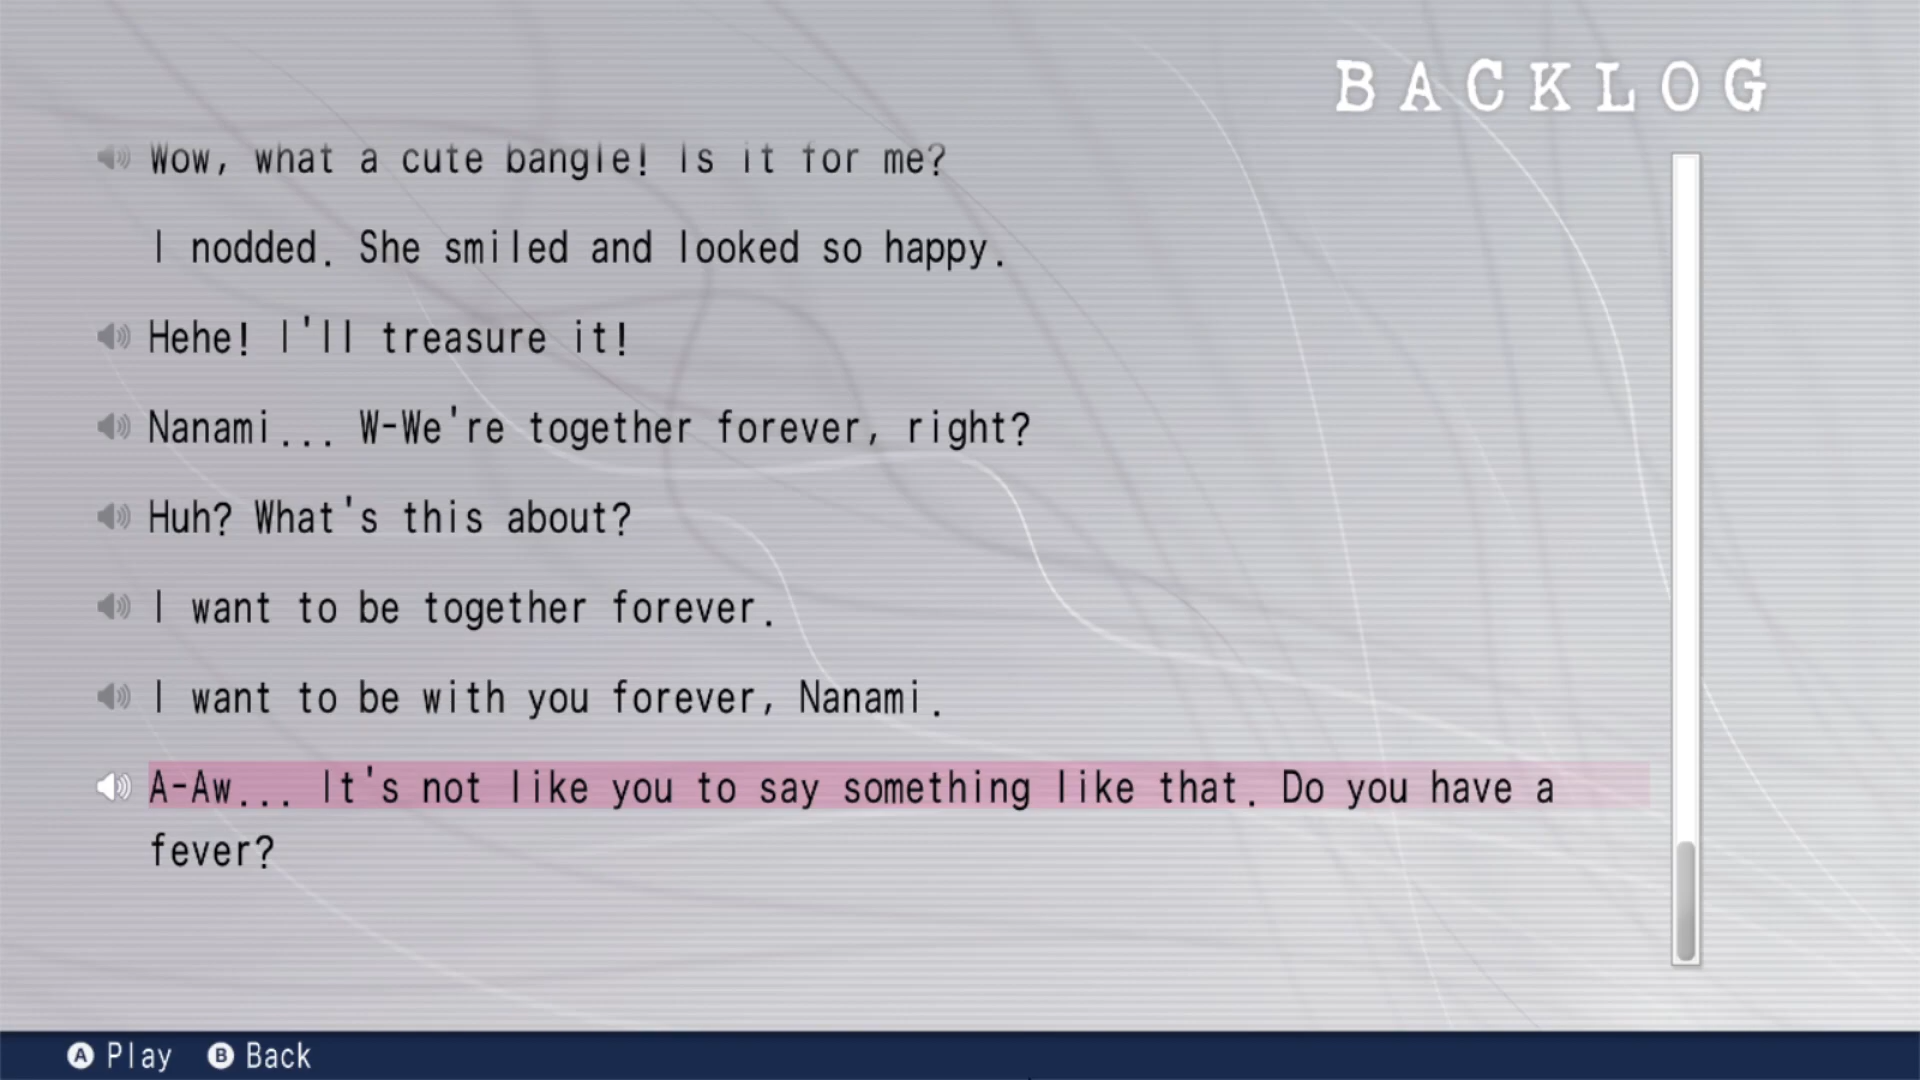 BACKLOG
Wow, what a cute bangle! Is it for me?
I nodded. She smiled and looked so happy.
Hehe! I'll treasure it!
Nanami... W-We're together forever, right?
Huh? What's this about?
I want to be together forever.
I want to be with you forever, Nanami.
A-Aw... It's not like you to say something like that. Do you have a
fever?
A Play B Back